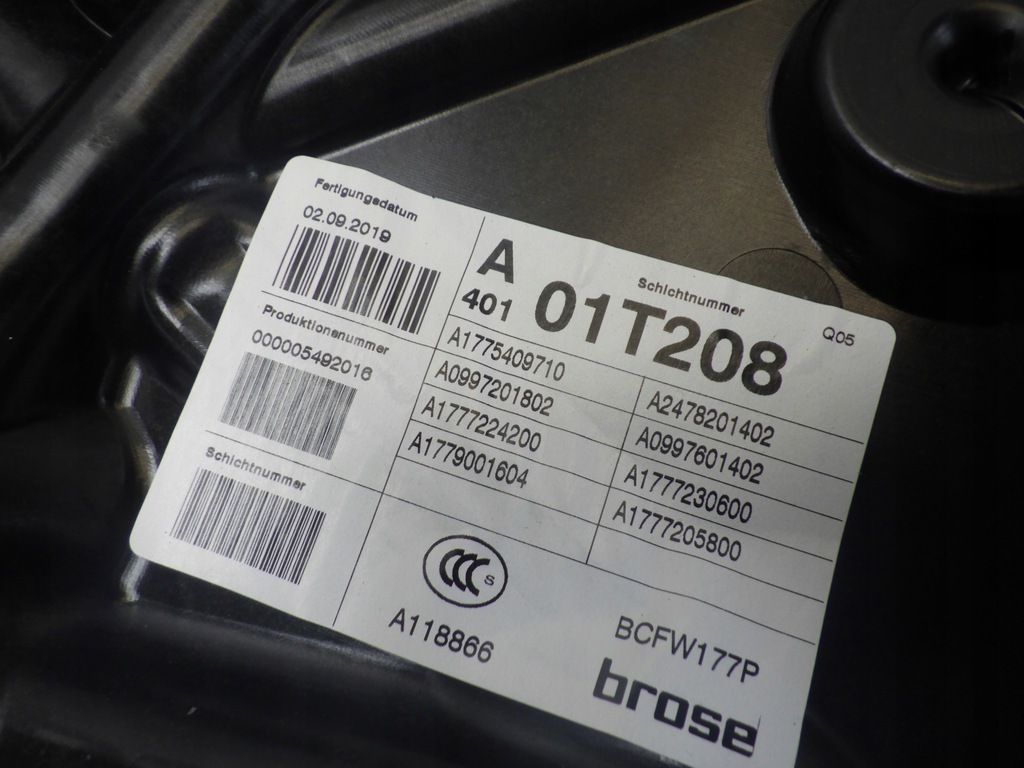 Fertigungsdatum
02.09.2019
Produktionsnummer
000005492016
Schichtnummer
A
401
Schichtnummer
01T208
Q05
A1775409710
A0997201802
A1777224200
A1779001604
A2478201402
A0997601402
A1777230600
A1777205800
CCC S
A118866
BCFW177P
brose